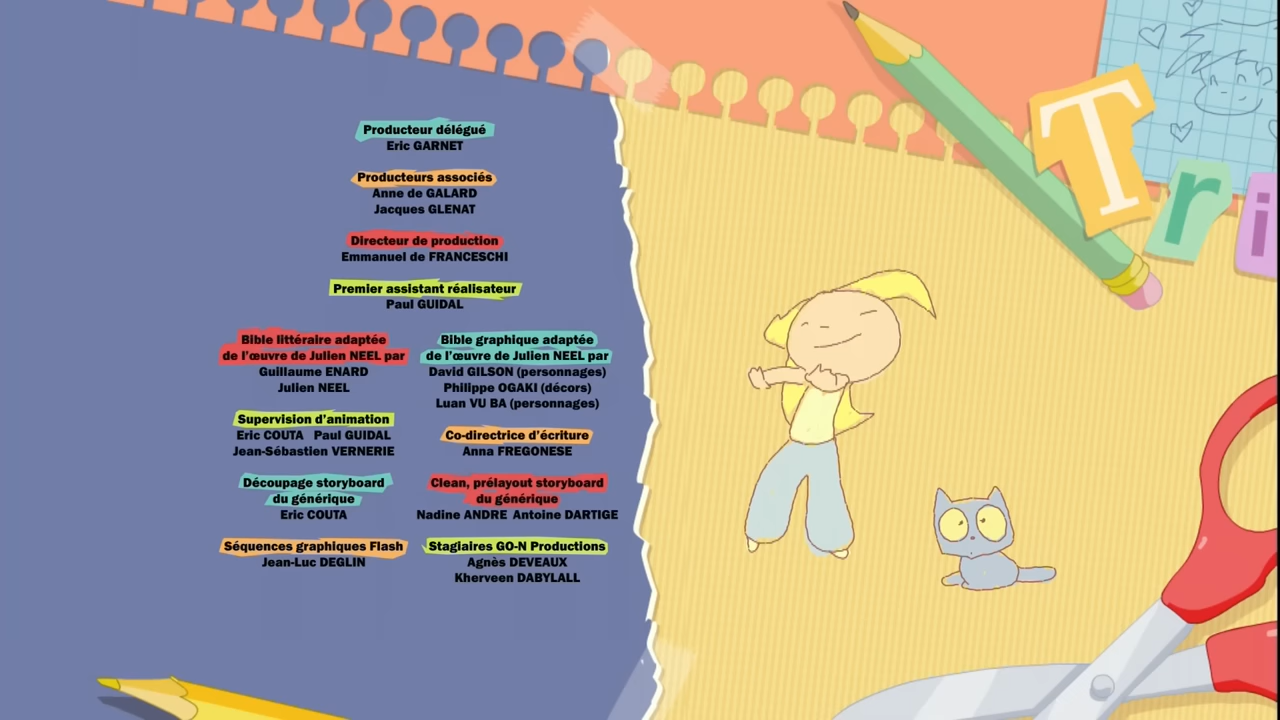 Producteur délégué
Eric GARNET
Producteurs associés
Anne de GALARD
Jacques GLENAT
Directeur de production
Emmanuel de FRANCESCHI
Premier assistant réalisateur
Paul GUIDAL
Bible littéraire adaptée
de l'œuvre de Julien NEEL par
Guillaume ENARD
Julien NEEL
Supervision d'animation
Eric COUTA Paul GUIDAL
Jean-Sébastien VERNERIE
Découpage storyboard
du générique
Eric COUTA
Séquences graphiques Flash
Jean-Luc DEGLIN
Bible graphique adaptée
de l'œuvre de Julien NEEL par
David GILSON (personnages)
Philippe OGAKI (décors)
Luan VU BA (personnages)
Co-directrice d'écriture
Anna FREGONESE
Clean, prélayout storyboard
du générique
Nadine ANDRE Antoine DARTIGE
Stagiaires GO-N Productions
Agnès DEVEAUX
Kherveen DABYLALL
Tri